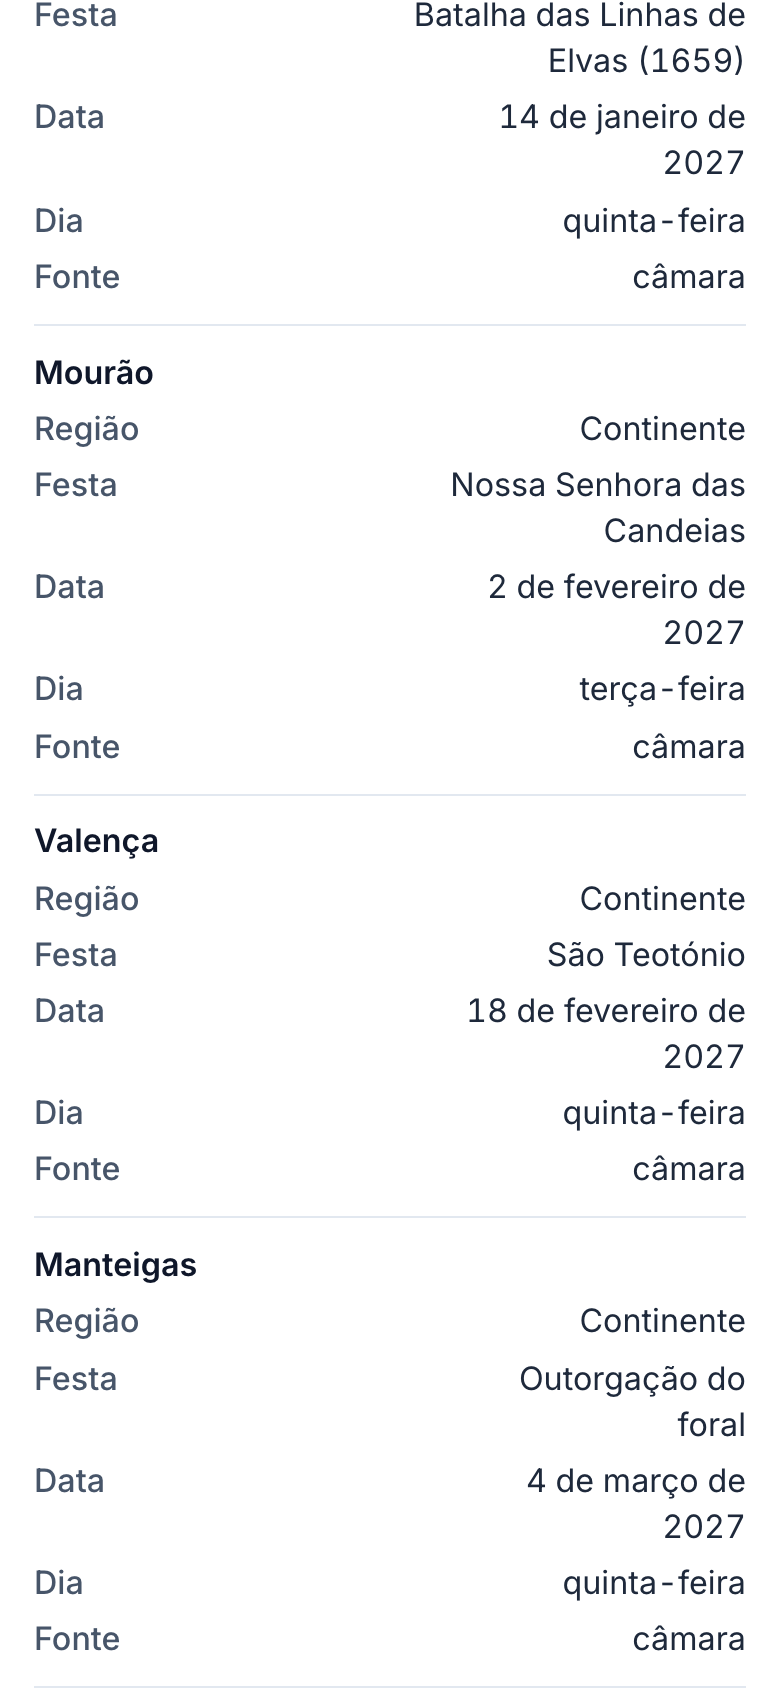 Festa Batalha das Linhas de
Elvas (1659)
Data 14 de janeiro de
2027
Dia quinta-feira
Fonte câmara
Mourão
Região Continente
Festa Nossa Senhora das
Candeias
Data 2 de fevereiro de
2027
Dia terça-feira
Fonte câmara
Valença
Região Continente
Festa São Teotónio
Data 18 de fevereiro de
2027
Dia quinta-feira
Fonte câmara
Manteigas
Região Continente
Festa Outorgação do
foral
Data 4 de março de
2027
Dia quinta-feira
Fonte câmara